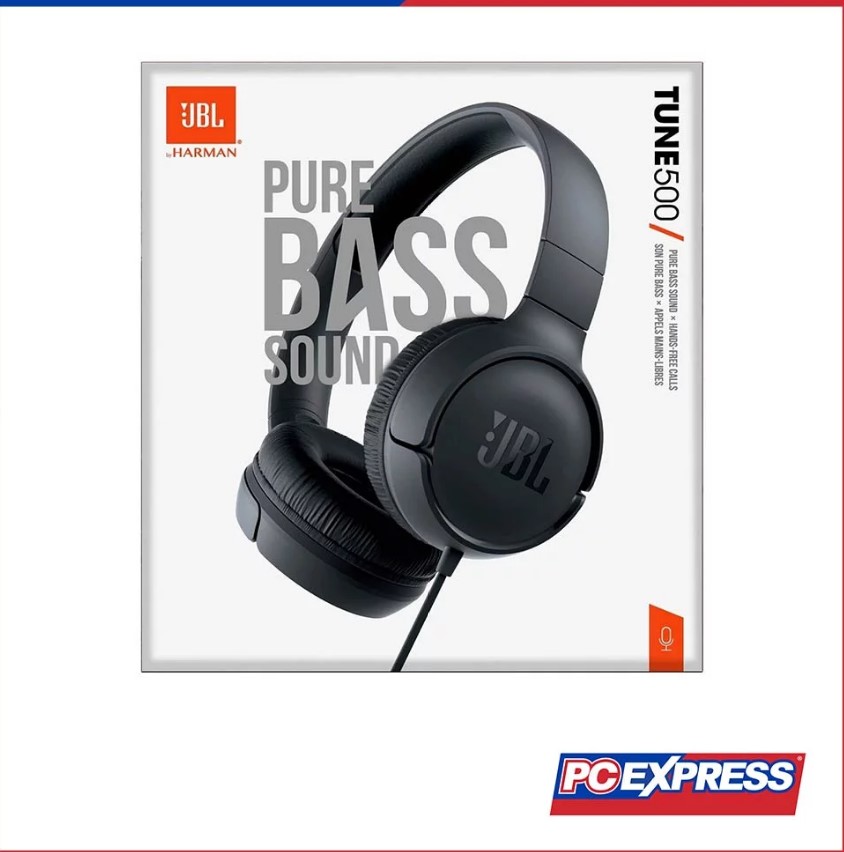 JBL
by HARMAN
PURE
BASS
SOUND
TUNE500
PURE BASS SOUND × HANDS-FREE CALLS
SON PURE BASS × APPELS MAINS-LIBRES
JBL
PC EXPRESS